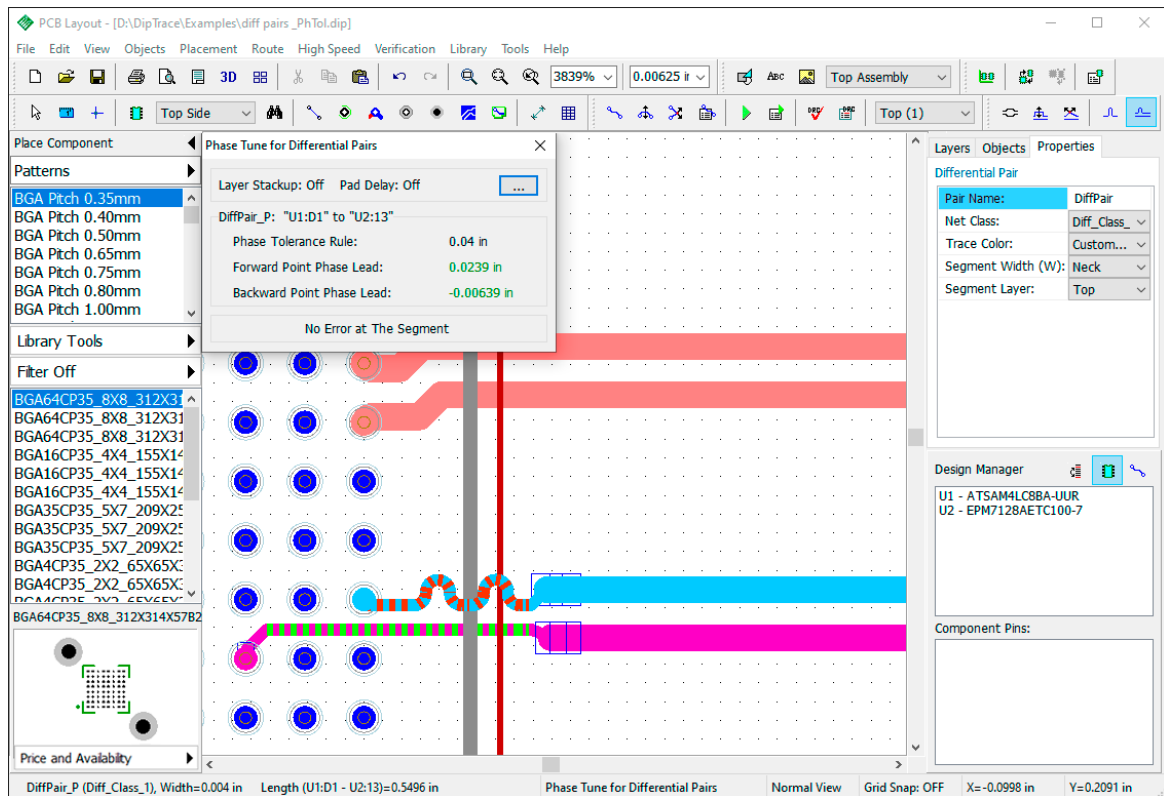 PCB Layout - [D:\DipTrace\Examples\diff pairs _PhTol.dip]
File Edit View Objects Placement Route High Speed Verification Library Tools Help
3D 3839% 0.00625 ir ABC Top Assembly
Top Side Top (1)
Place Component
Patterns
BGA Pitch 0.35mm
BGA Pitch 0.40mm
BGA Pitch 0.50mm
BGA Pitch 0.65mm
BGA Pitch 0.75mm
BGA Pitch 0.80mm
BGA Pitch 1.00mm
Library Tools
Filter Off
BGA64CP35_8X8_312X31
BGA64CP35_8X8_312X31
BGA64CP35_8X8_312X31
BGA16CP35_4X4_155X14
BGA16CP35_4X4_155X14
BGA16CP35_4X4_155X14
BGA35CP35_5X7_209X25
BGA35CP35_5X7_209X25
BGA35CP35_5X7_209X25
BGA4CP35_2X2_65X65X3
BGA4CP35_2X2_65X65X3
BGA64CP35_8X8_312X314X57B2
Price and Availability
Phase Tune for Differential Pairs
Layer Stackup: Off Pad Delay: Off ...
DiffPair_P: "U1:D1" to "U2:13"
Phase Tolerance Rule: 0.04 in
Forward Point Phase Lead: 0.0239 in
Backward Point Phase Lead: -0.00639 in
No Error at The Segment
Layers Objects Properties
Differential Pair
Pair Name: DiffPair
Net Class: Diff_Class_
Trace Color: Custom...
Segment Width (W): Neck
Segment Layer: Top
Design Manager
U1 - ATSAM4LC8BA-UUR
U2 - EPM7128AETC100-7
Component Pins:
DiffPair_P (Diff_Class_1), Width=0.004 in Length (U1:D1 - U2:13)=0.5496 in Phase Tune for Differential Pairs Normal View Grid Snap: OFF X=-0.0998 in Y=0.2091 in